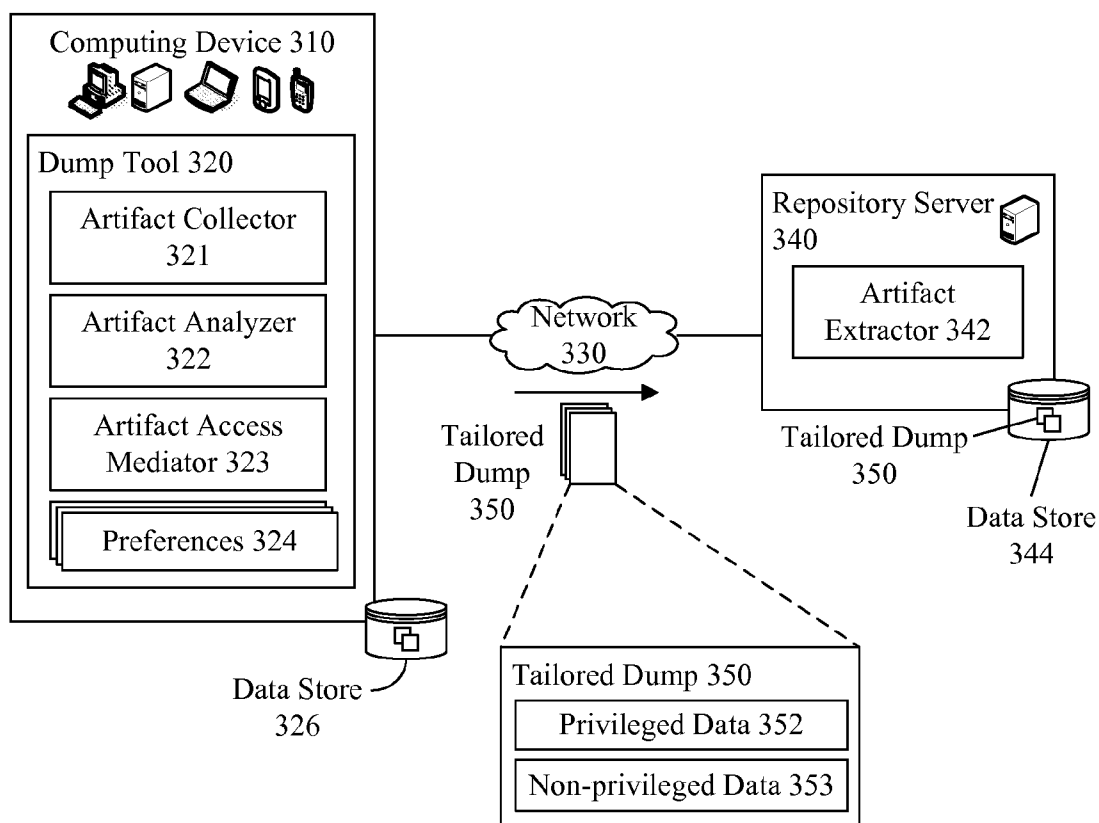 Computing Device 310
Dump Tool 320
Artifact Collector
321
Artifact Analyzer
322
Artifact Access
Mediator 323
Preferences 324
Data Store
326
Network
330
Tailored
Dump
350
Repository Server
340
Artifact
Extractor 342
Tailored Dump
350
Data Store
344
Tailored Dump 350
Privileged Data 352
Non-privileged Data 353